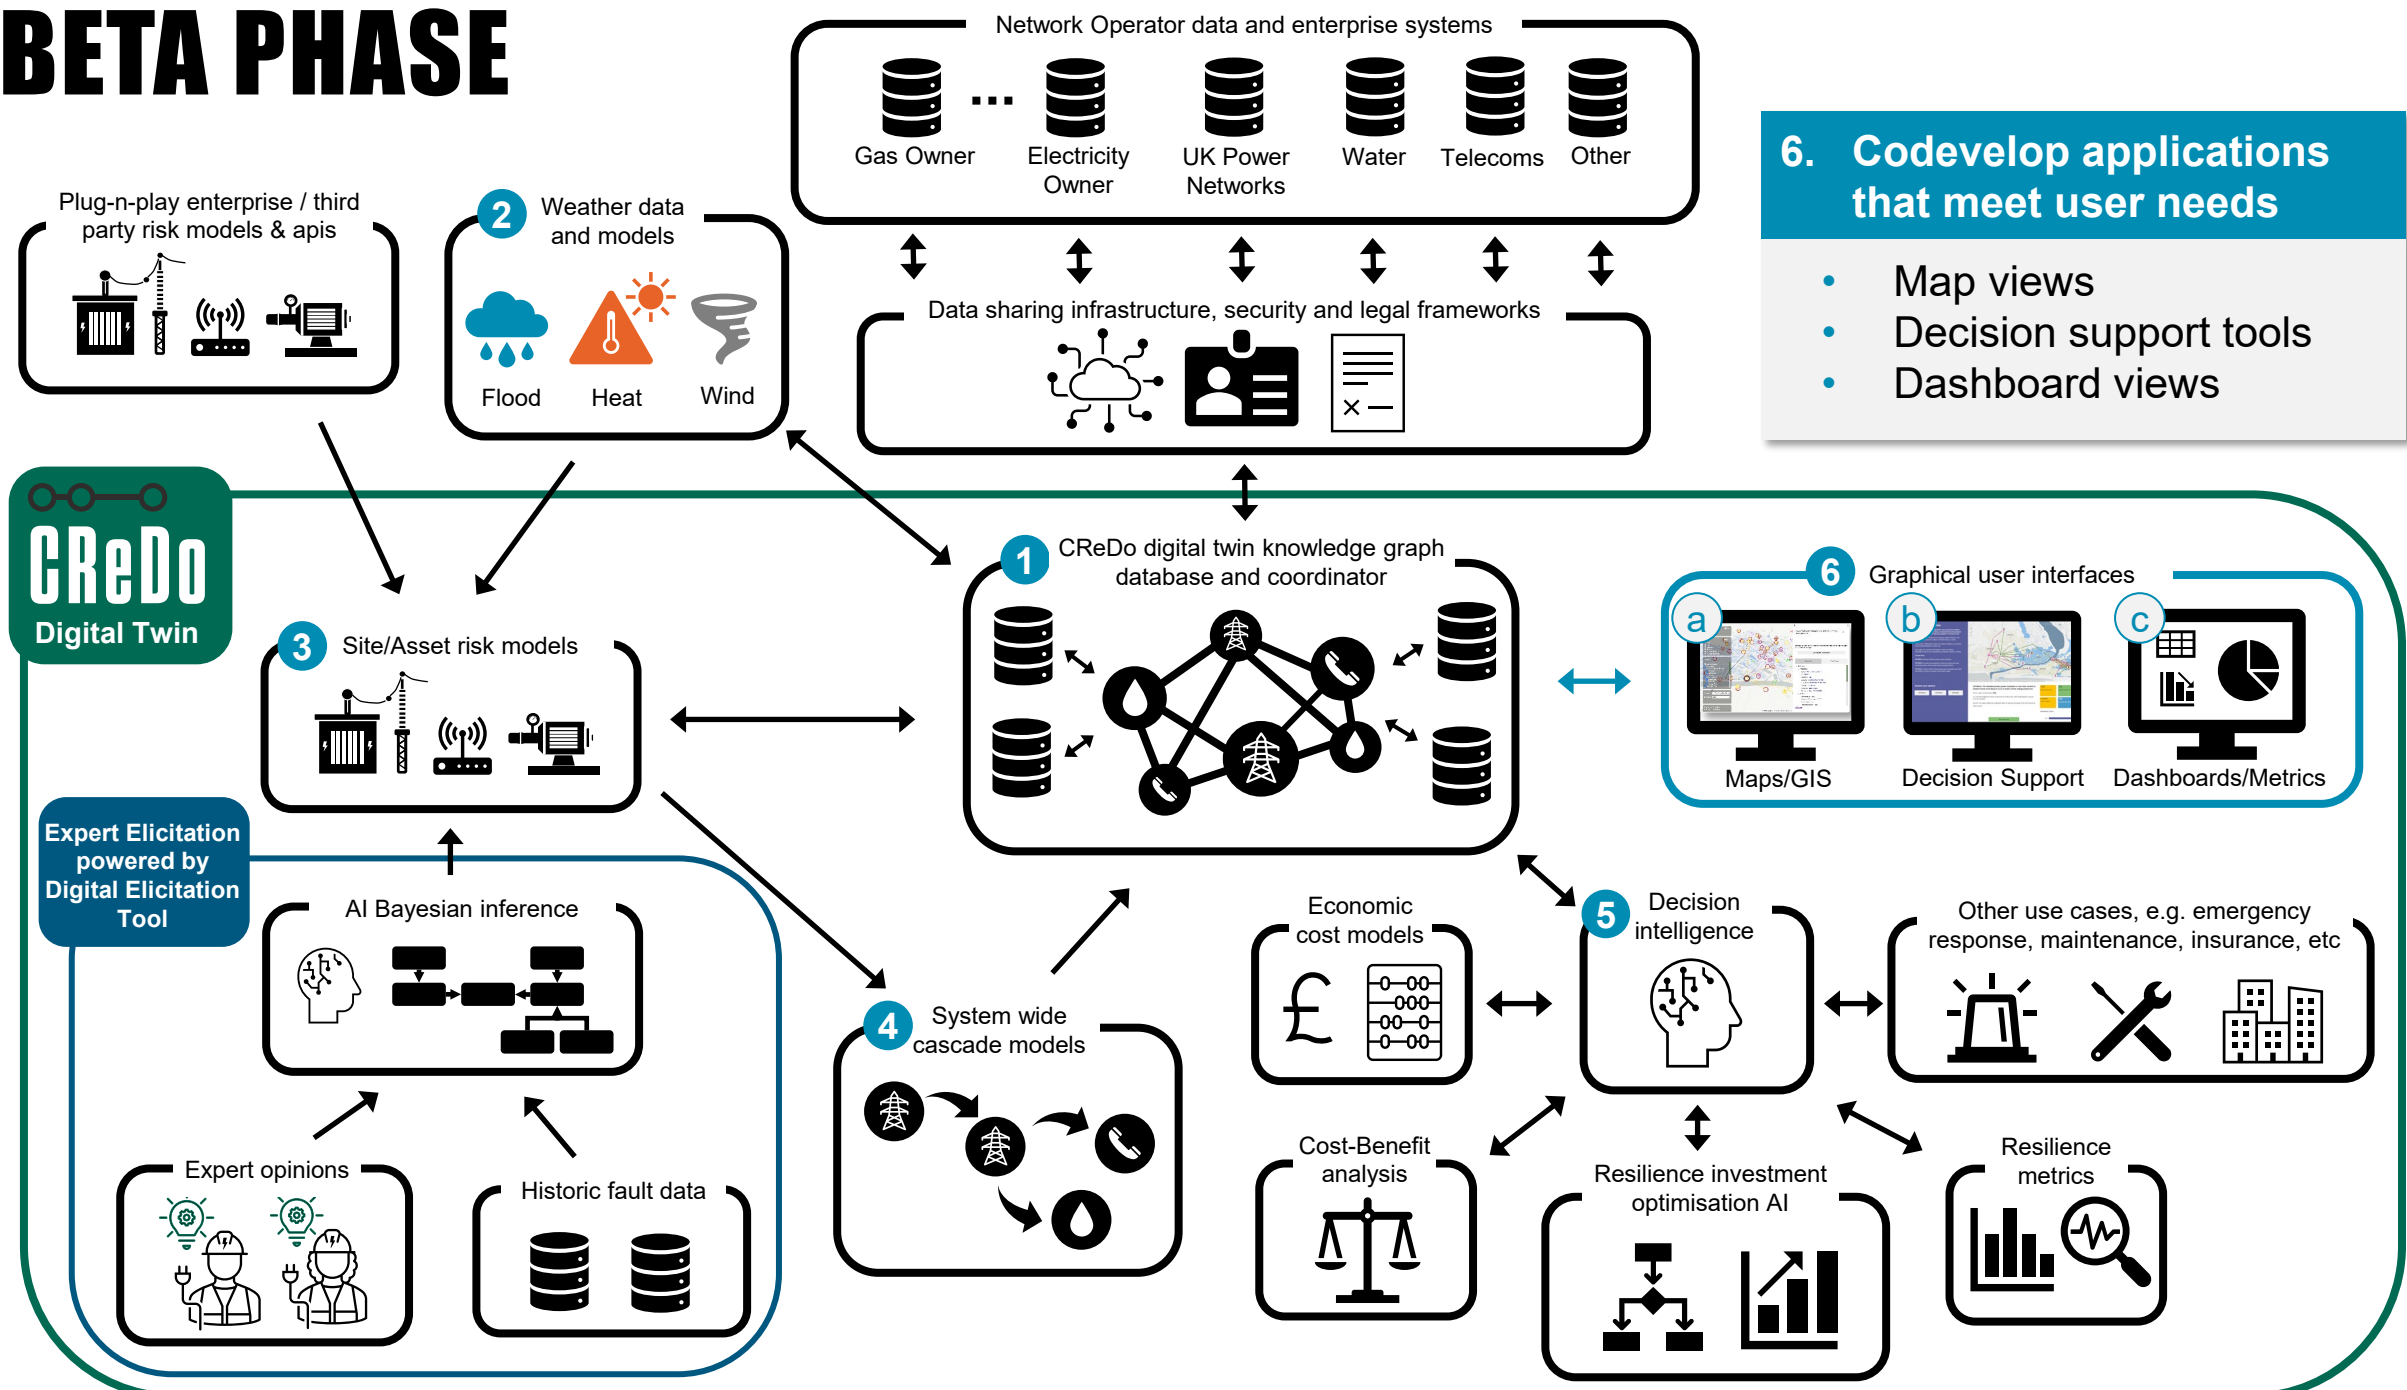 BETA PHASE
Network Operator data and enterprise systems
Gas Owner
...
Electricity
Owner
UK Power
Networks
Water
Telecoms
Other
6. Codevelop applications
that meet user needs
• Map views
• Decision support tools
• Dashboard views
Plug-n-play enterprise / third
party risk models & apis
2
Weather data
and models
Flood
Heat
Wind
Data sharing infrastructure, security and legal frameworks
CReDo
Digital Twin
1
CReDo digital twin knowledge graph
database and coordinator
6
Graphical user interfaces
a
b
c
Maps/GIS
Decision Support
Dashboards/Metrics
3
Site/Asset risk models
Expert Elicitation
powered by
Digital Elicitation
Tool
AI Bayesian inference
Expert opinions
Historic fault data
4
System wide
cascade models
Economic
cost models
£
5
Decision
intelligence
Other use cases, e.g. emergency
response, maintenance, insurance, etc
Cost-Benefit
analysis
Resilience investment
optimisation AI
Resilience
metrics